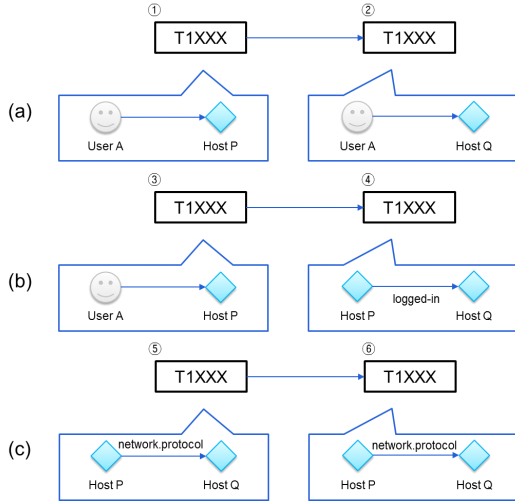 ① ②
T1XXX T1XXX
(a)
User A Host P User A Host Q
③ ④
T1XXX T1XXX
(b)
logged-in
User A Host P Host P Host Q
⑤ ⑥
T1XXX T1XXX
(c)
network.protocol network.protocol
Host P Host Q Host P Host Q